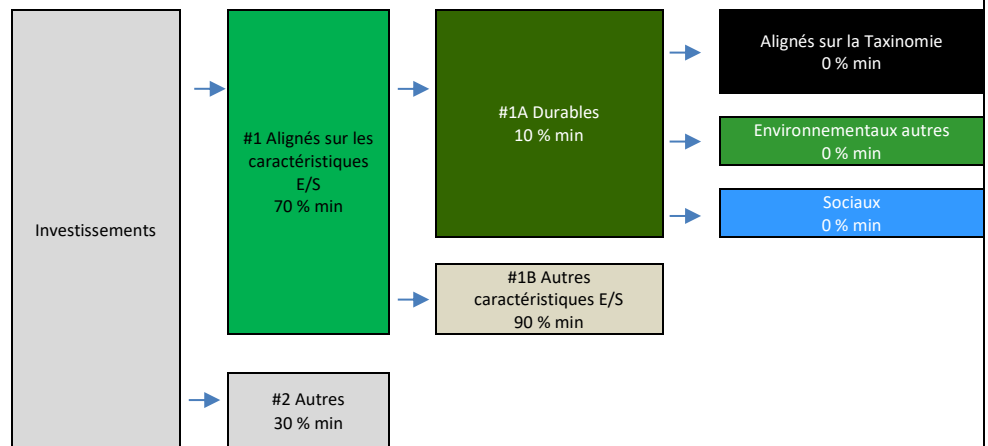 Investissements
#1 Alignés sur les
caractéristiques
E/S
70 % min
#2 Autres
30 % min
#1A Durables
10 % min
#1B Autres
caractéristiques E/S
90 % min
Alignés sur la Taxinomie
0 % min
Environnementaux autres
0 % min
Sociaux
0 % min